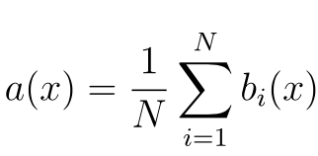 a(x) = \frac{1}{N} \sum_{i=1}^{N} b_i(x)